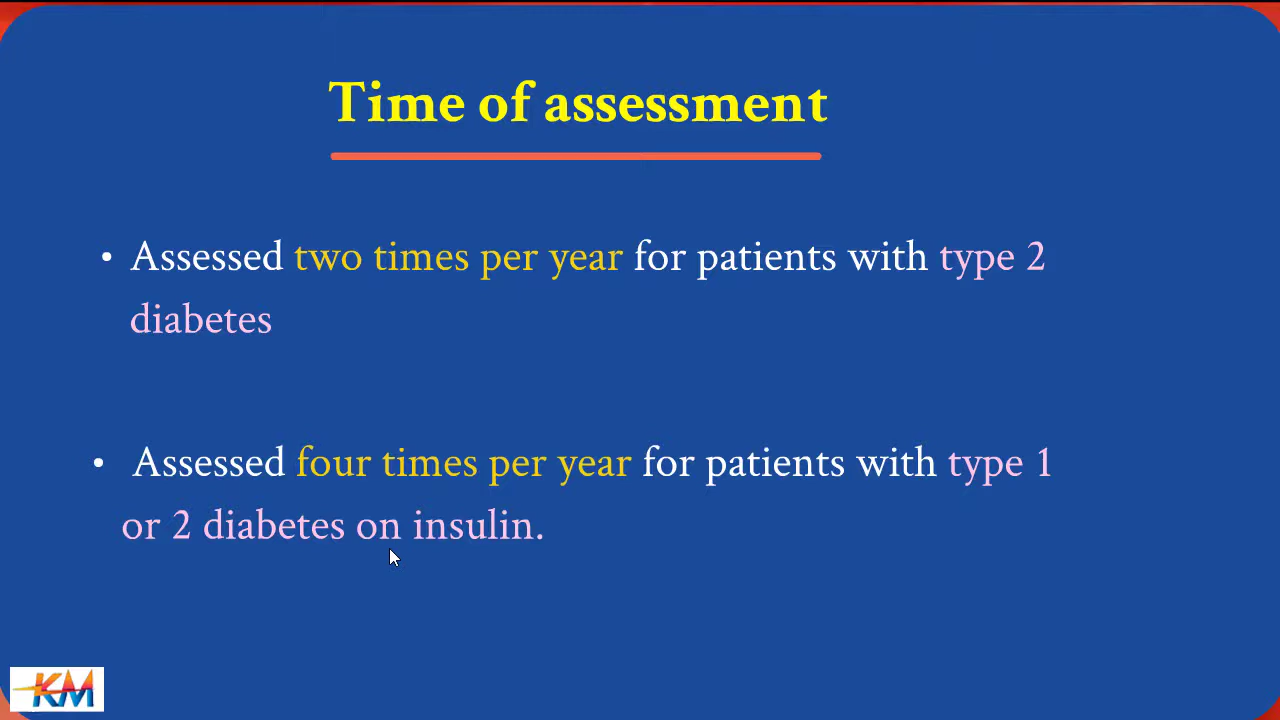 Time of assessment
• Assessed two times per year for patients with type 2
diabetes
• Assessed four times per year for patients with type 1
or 2 diabetes on insulin.
KM